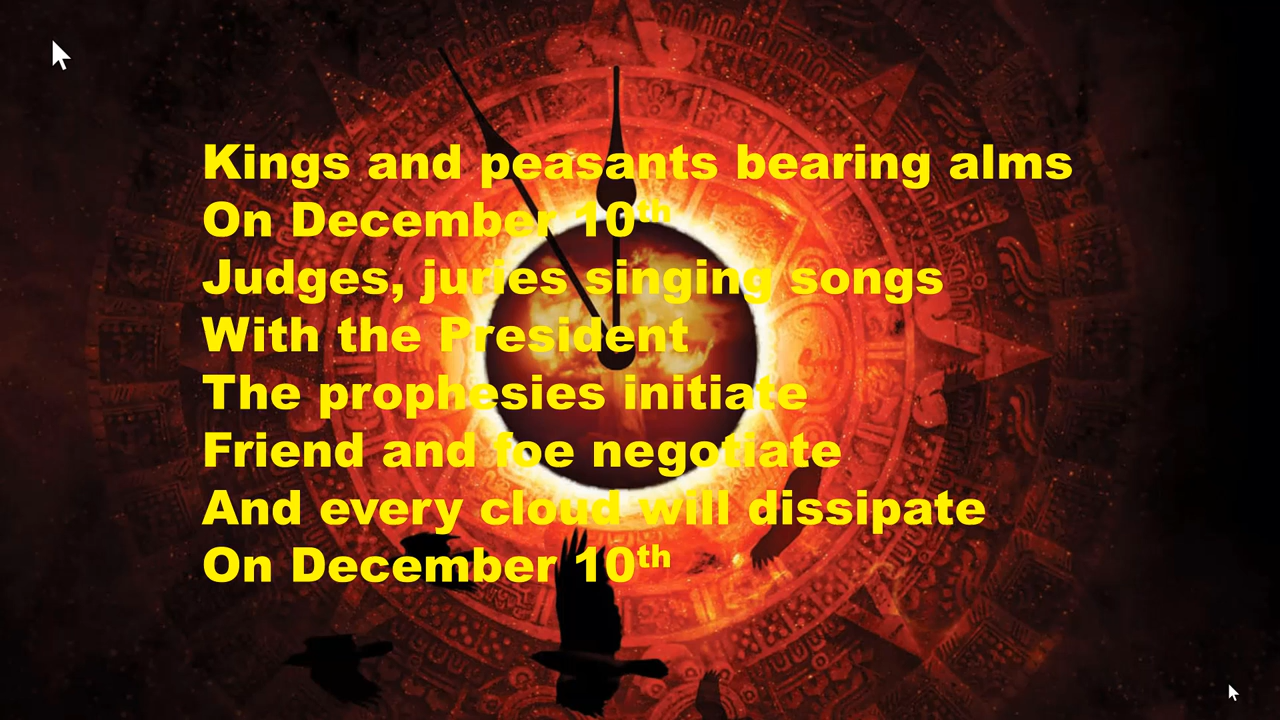 Kings and peasants bearing alms
On December 10th
Judges, juries singing songs
With the President
The prophesies initiate
Friend and foe negotiate
And every cloud will dissipate
On December 10th